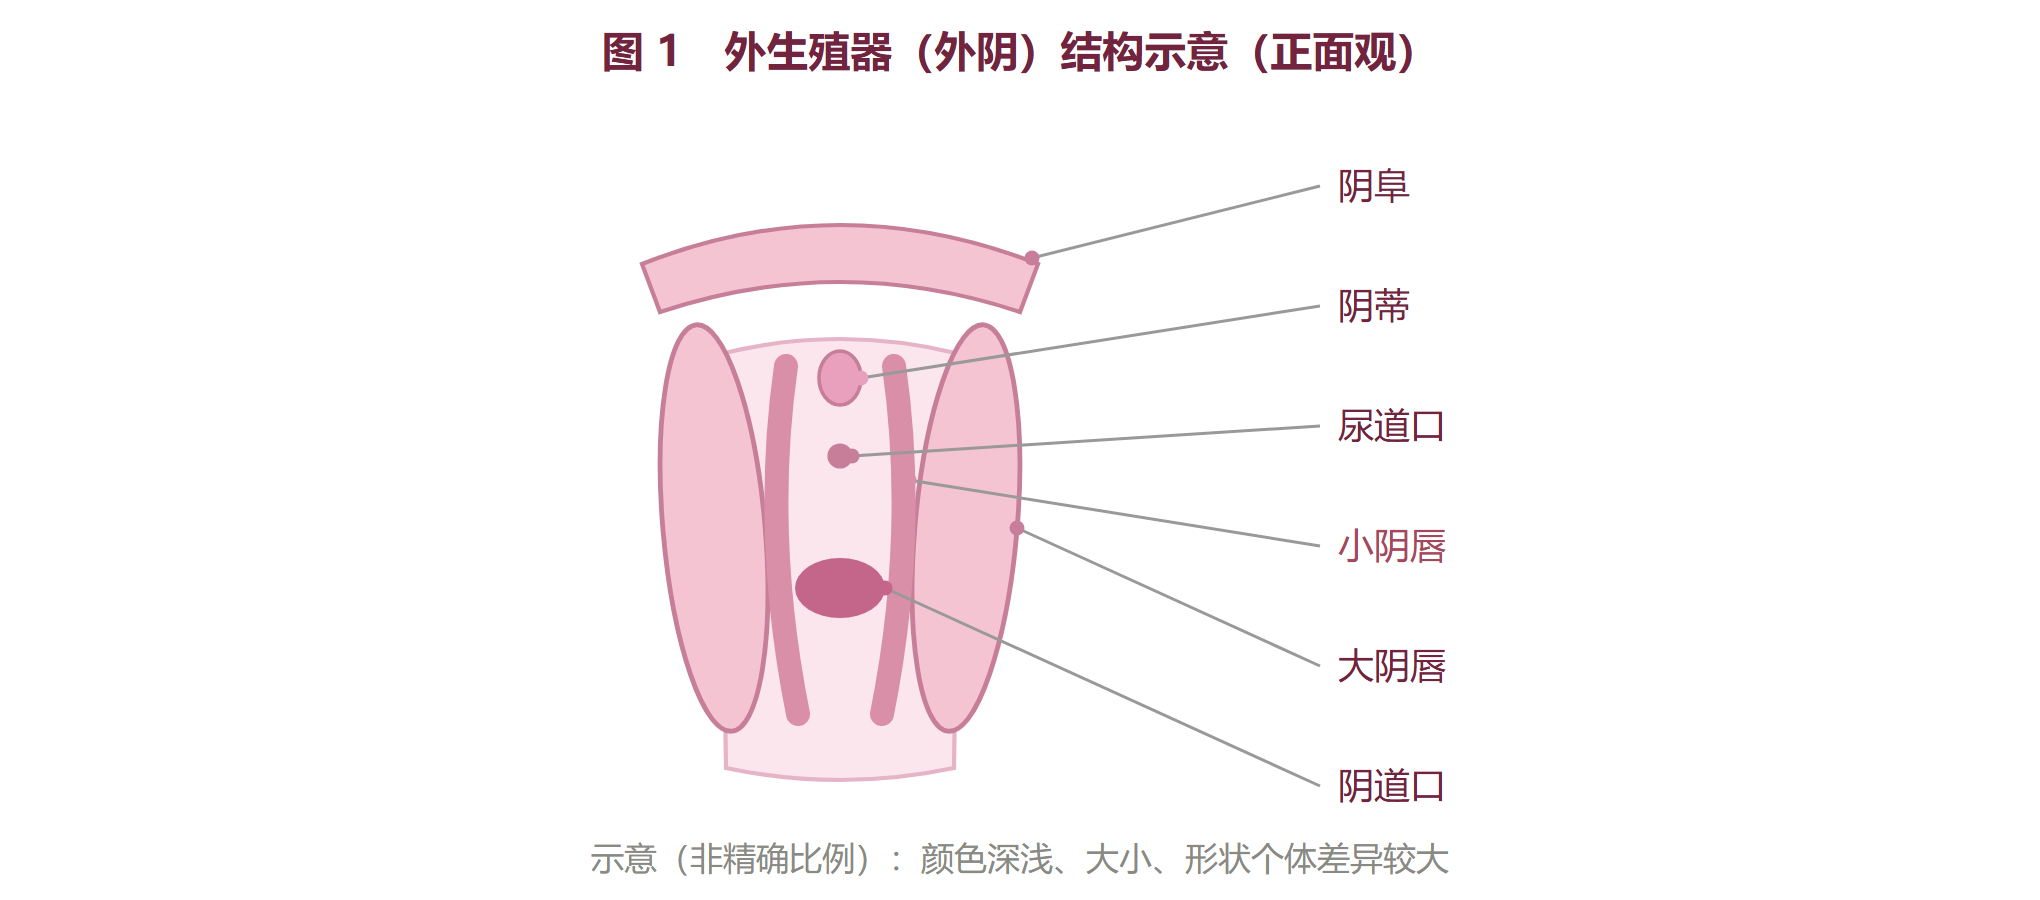 图 1　外生殖器（外阴）结构示意（正面观）
阴阜
阴蒂
尿道口
小阴唇
大阴唇
阴道口
示意（非精确比例）：颜色深浅、大小、形状个体差异较大